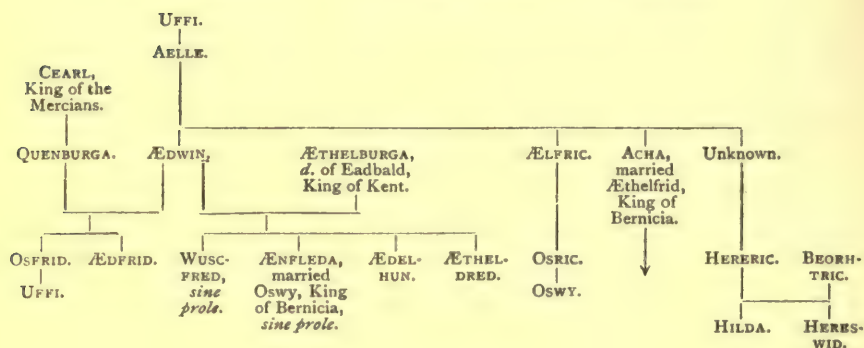 UFFI.
AELLE.
CEARL,
King of the
Mercians.
QUENBURGA. ÆDWIN, ÆTHELBURGA,
d. of Eadbald,
King of Kent.
ÆLFRIC. ACHA,
married
Æthelfrid,
King of
Bernicia.
Unknown.
OSFRID. ÆDFRID.
UFFI.
WUSC-
FRED,
sine
prole.
ÆNFLEDA,
married
Oswy, King
of Bernicia,
sine prole.
ÆDEL-
HUN.
ÆTHEL-
DRED.
OSRIC.
OSWY.
HERERIC. BEORH-
TRIC.
HILDA. HERES-
WID.